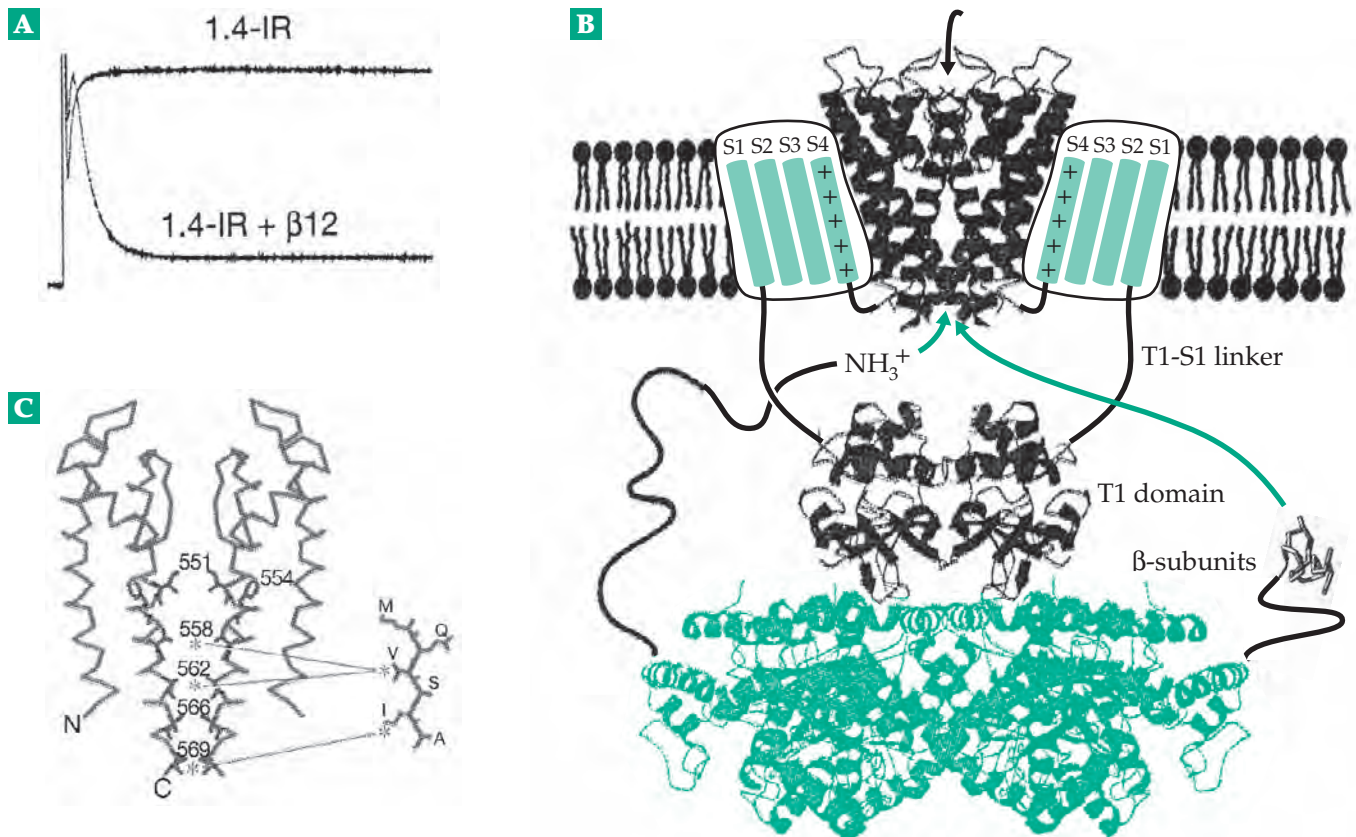 A
1.4-IR
1.4-IR + β12
B
S1 S2 S3 S4
S4 S3 S2 S1
+
+
+
+
+
+
+
+
+
+
NH₃⁺
T1-S1 linker
T1 domain
β-subunits
C
551
554
558
*
562
*
566
569
*
N
C
M
Q
V
*
S
I
*
A